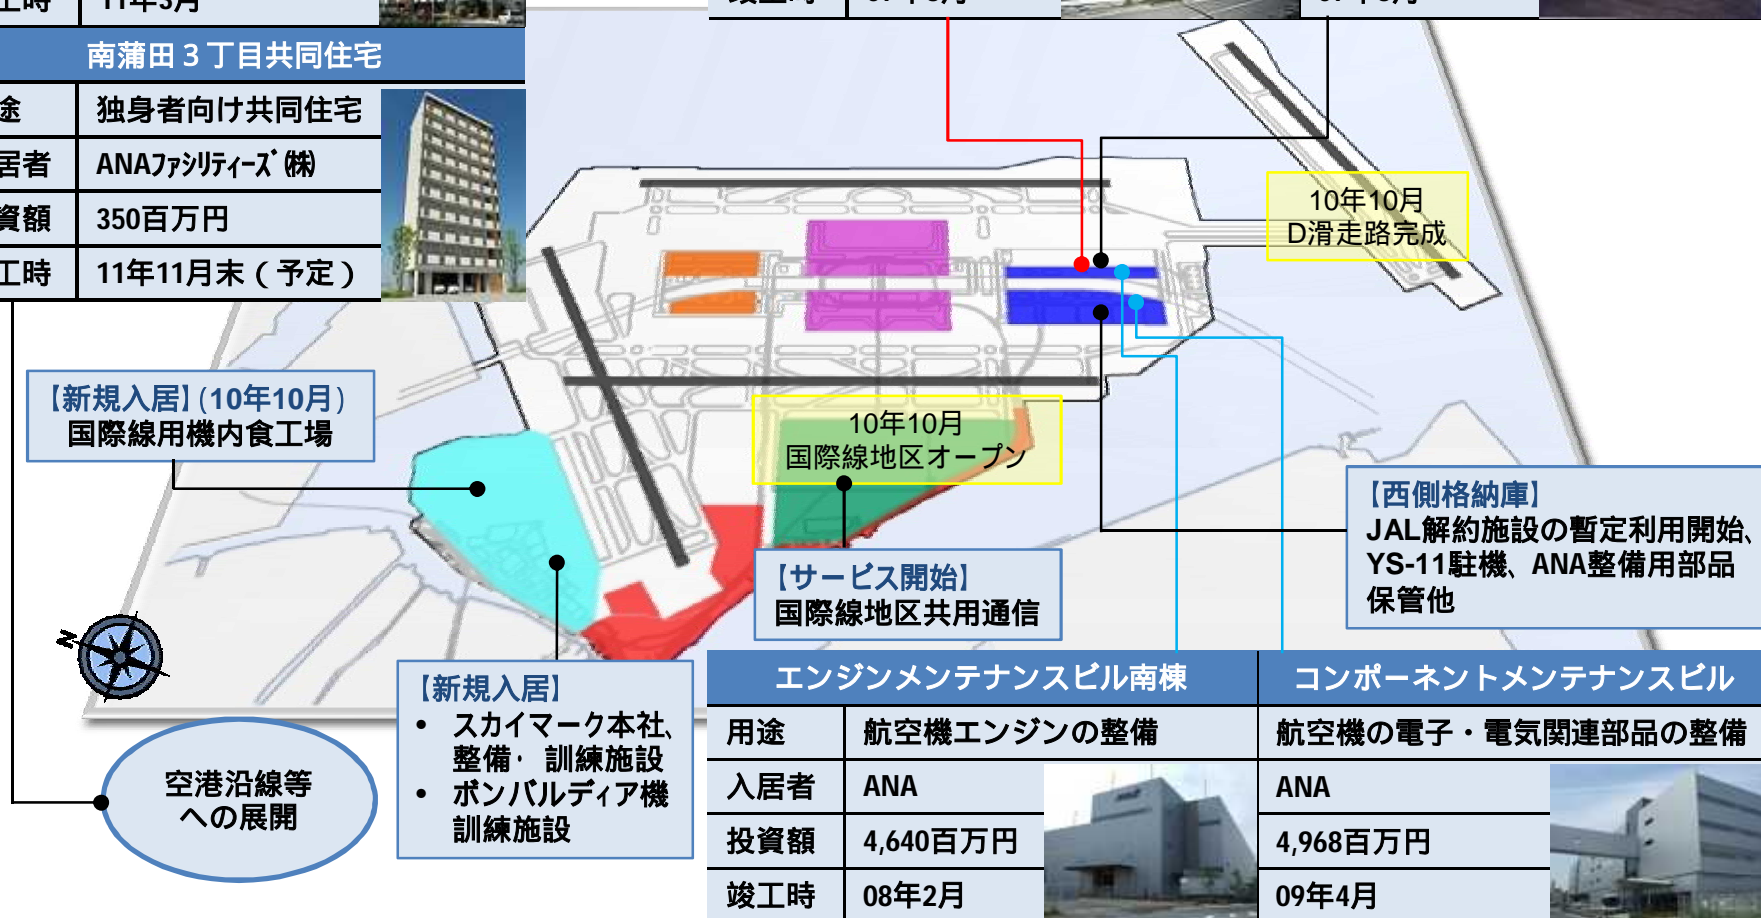 11年3月
南蒲田3丁目共同住宅
途 独身者向け共同住宅
居者 ANAファシリティーズ㈱
資額 350百万円
工時 11年11月末（予定）
10年10月
D滑走路完成
【新規入居】(10年10月)
国際線用機内食工場
10年10月
国際線地区オープン
【西側格納庫】
JAL解約施設の暫定利用開始、
YS-11駐機、ANA整備用部品
保管他
【サービス開始】
国際線地区共用通信
N
【新規入居】
• スカイマーク本社、
整備・訓練施設
• ボンバルディア機
訓練施設
空港沿線等
への展開
エンジンメンテナンスビル南棟 コンポーネントメンテナンスビル
用途 航空機エンジンの整備 航空機の電子・電気関連部品の整備
入居者 ANA ANA
投資額 4,640百万円 4,968百万円
竣工時 08年2月 09年4月